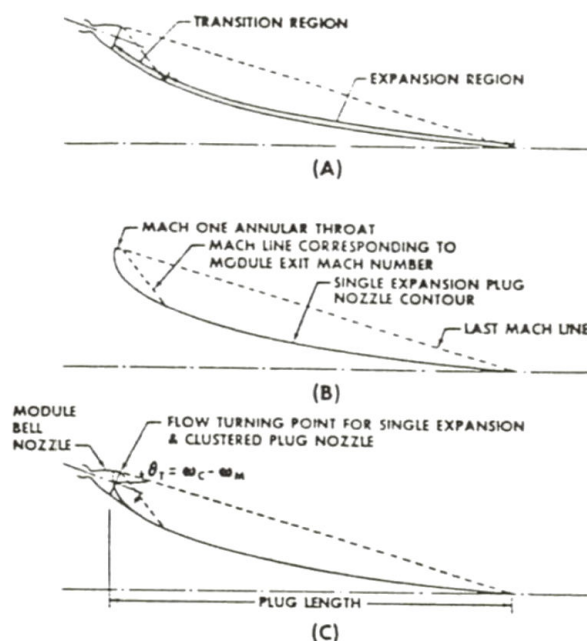 TRANSITION REGION
EXPANSION REGION
(A)
MACH ONE ANNULAR THROAT
MACH LINE CORRESPONDING TO
MODULE EXIT MACH NUMBER
SINGLE EXPANSION PLUG
NOZZLE CONTOUR
LAST MACH LINE
(B)
MODULE
BELL
NOZZLE
FLOW TURNING POINT FOR SINGLE EXPANSION
& CLUSTERED PLUG NOZZLE
θT = ωC - ωM
PLUG LENGTH
(C)